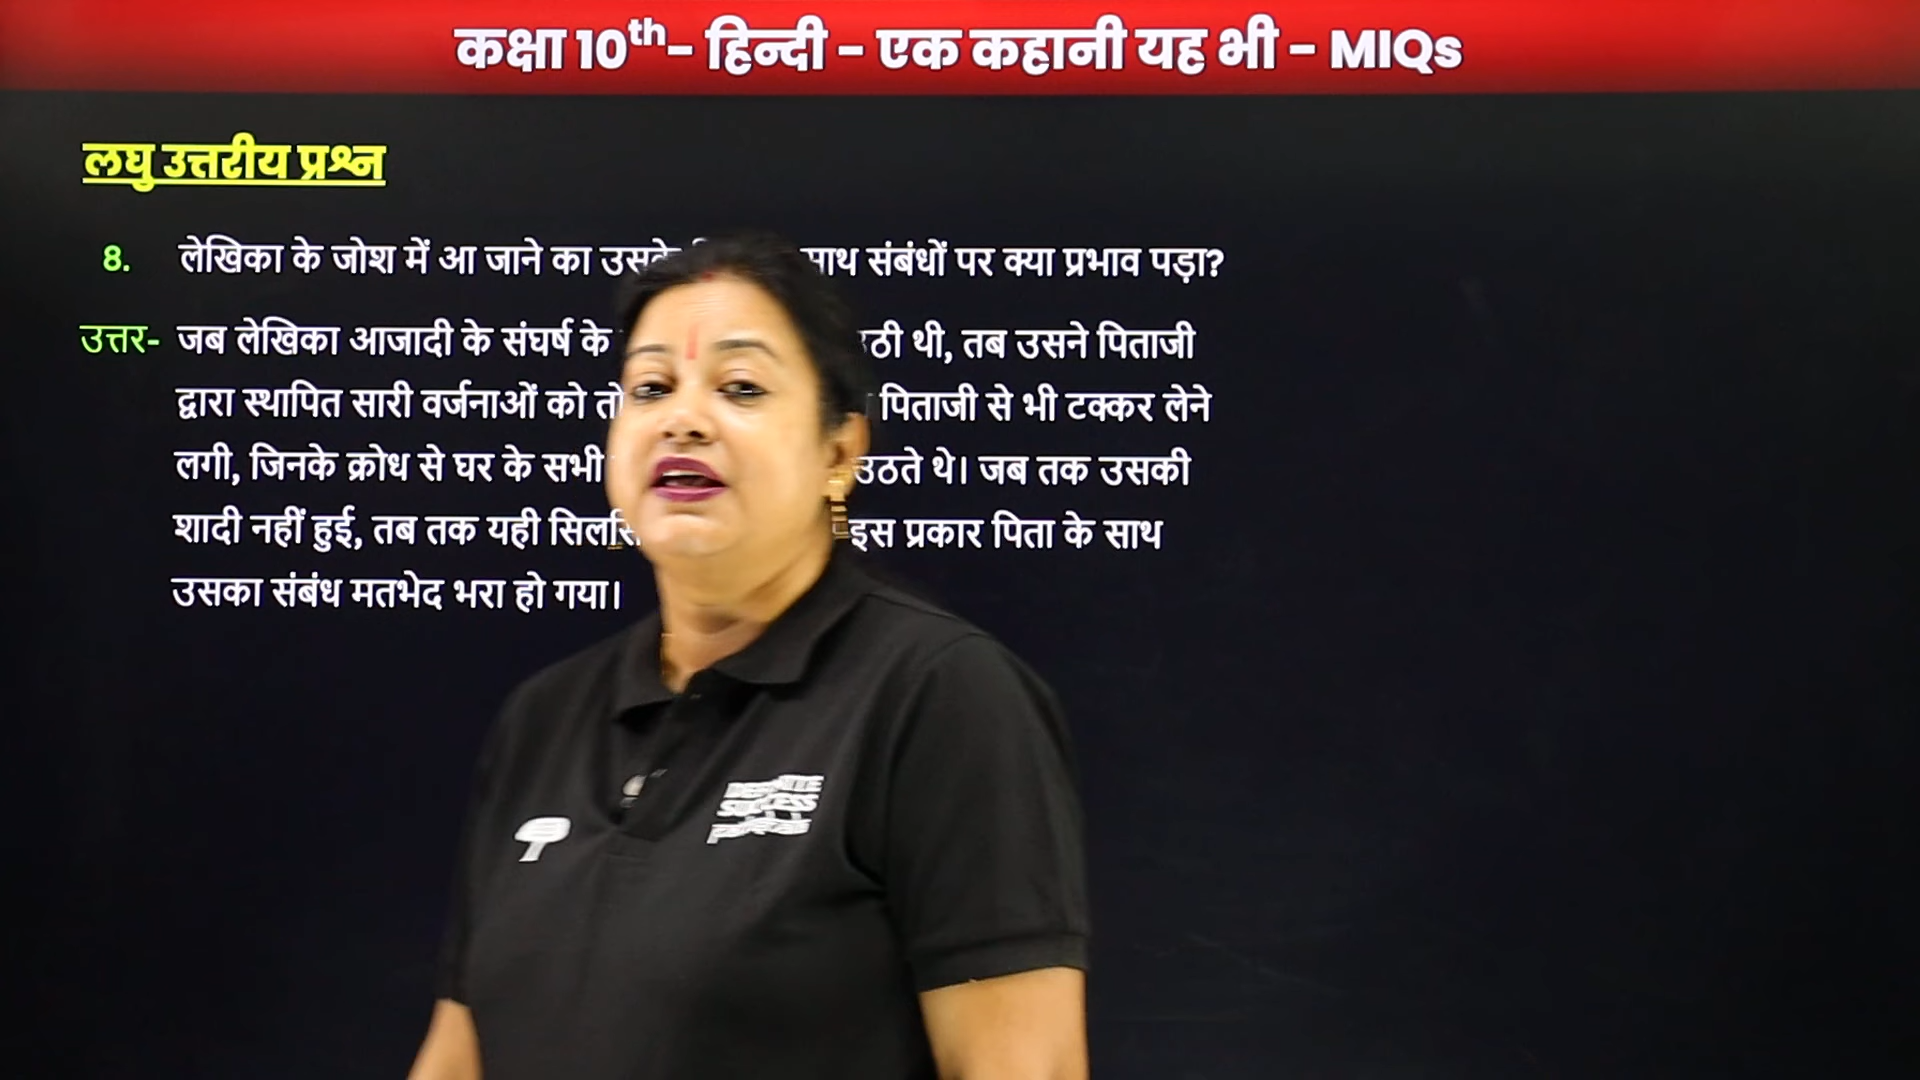 कक्षा 10th - हिन्दी - एक कहानी यह भी - MIQs
लघु उत्तरीय प्रश्न
8. लेखिका के जोश में आ जाने का साथ संबंधों पर क्या प्रभाव पड़ा?
उत्तर- जब लेखिका आजादी के संघर्ष के थी, तब उसने पिताजी
द्वारा स्थापित सारी वर्जनाओं को पिताजी से भी टक्कर लेने
लगी, जिनके क्रोध से घर के सभी उठते थे। जब तक उसकी
शादी नहीं हुई, तब तक यही इस प्रकार पिता के साथ
उसका संबंध मतभेद भरा हो गया।
SUCCESS